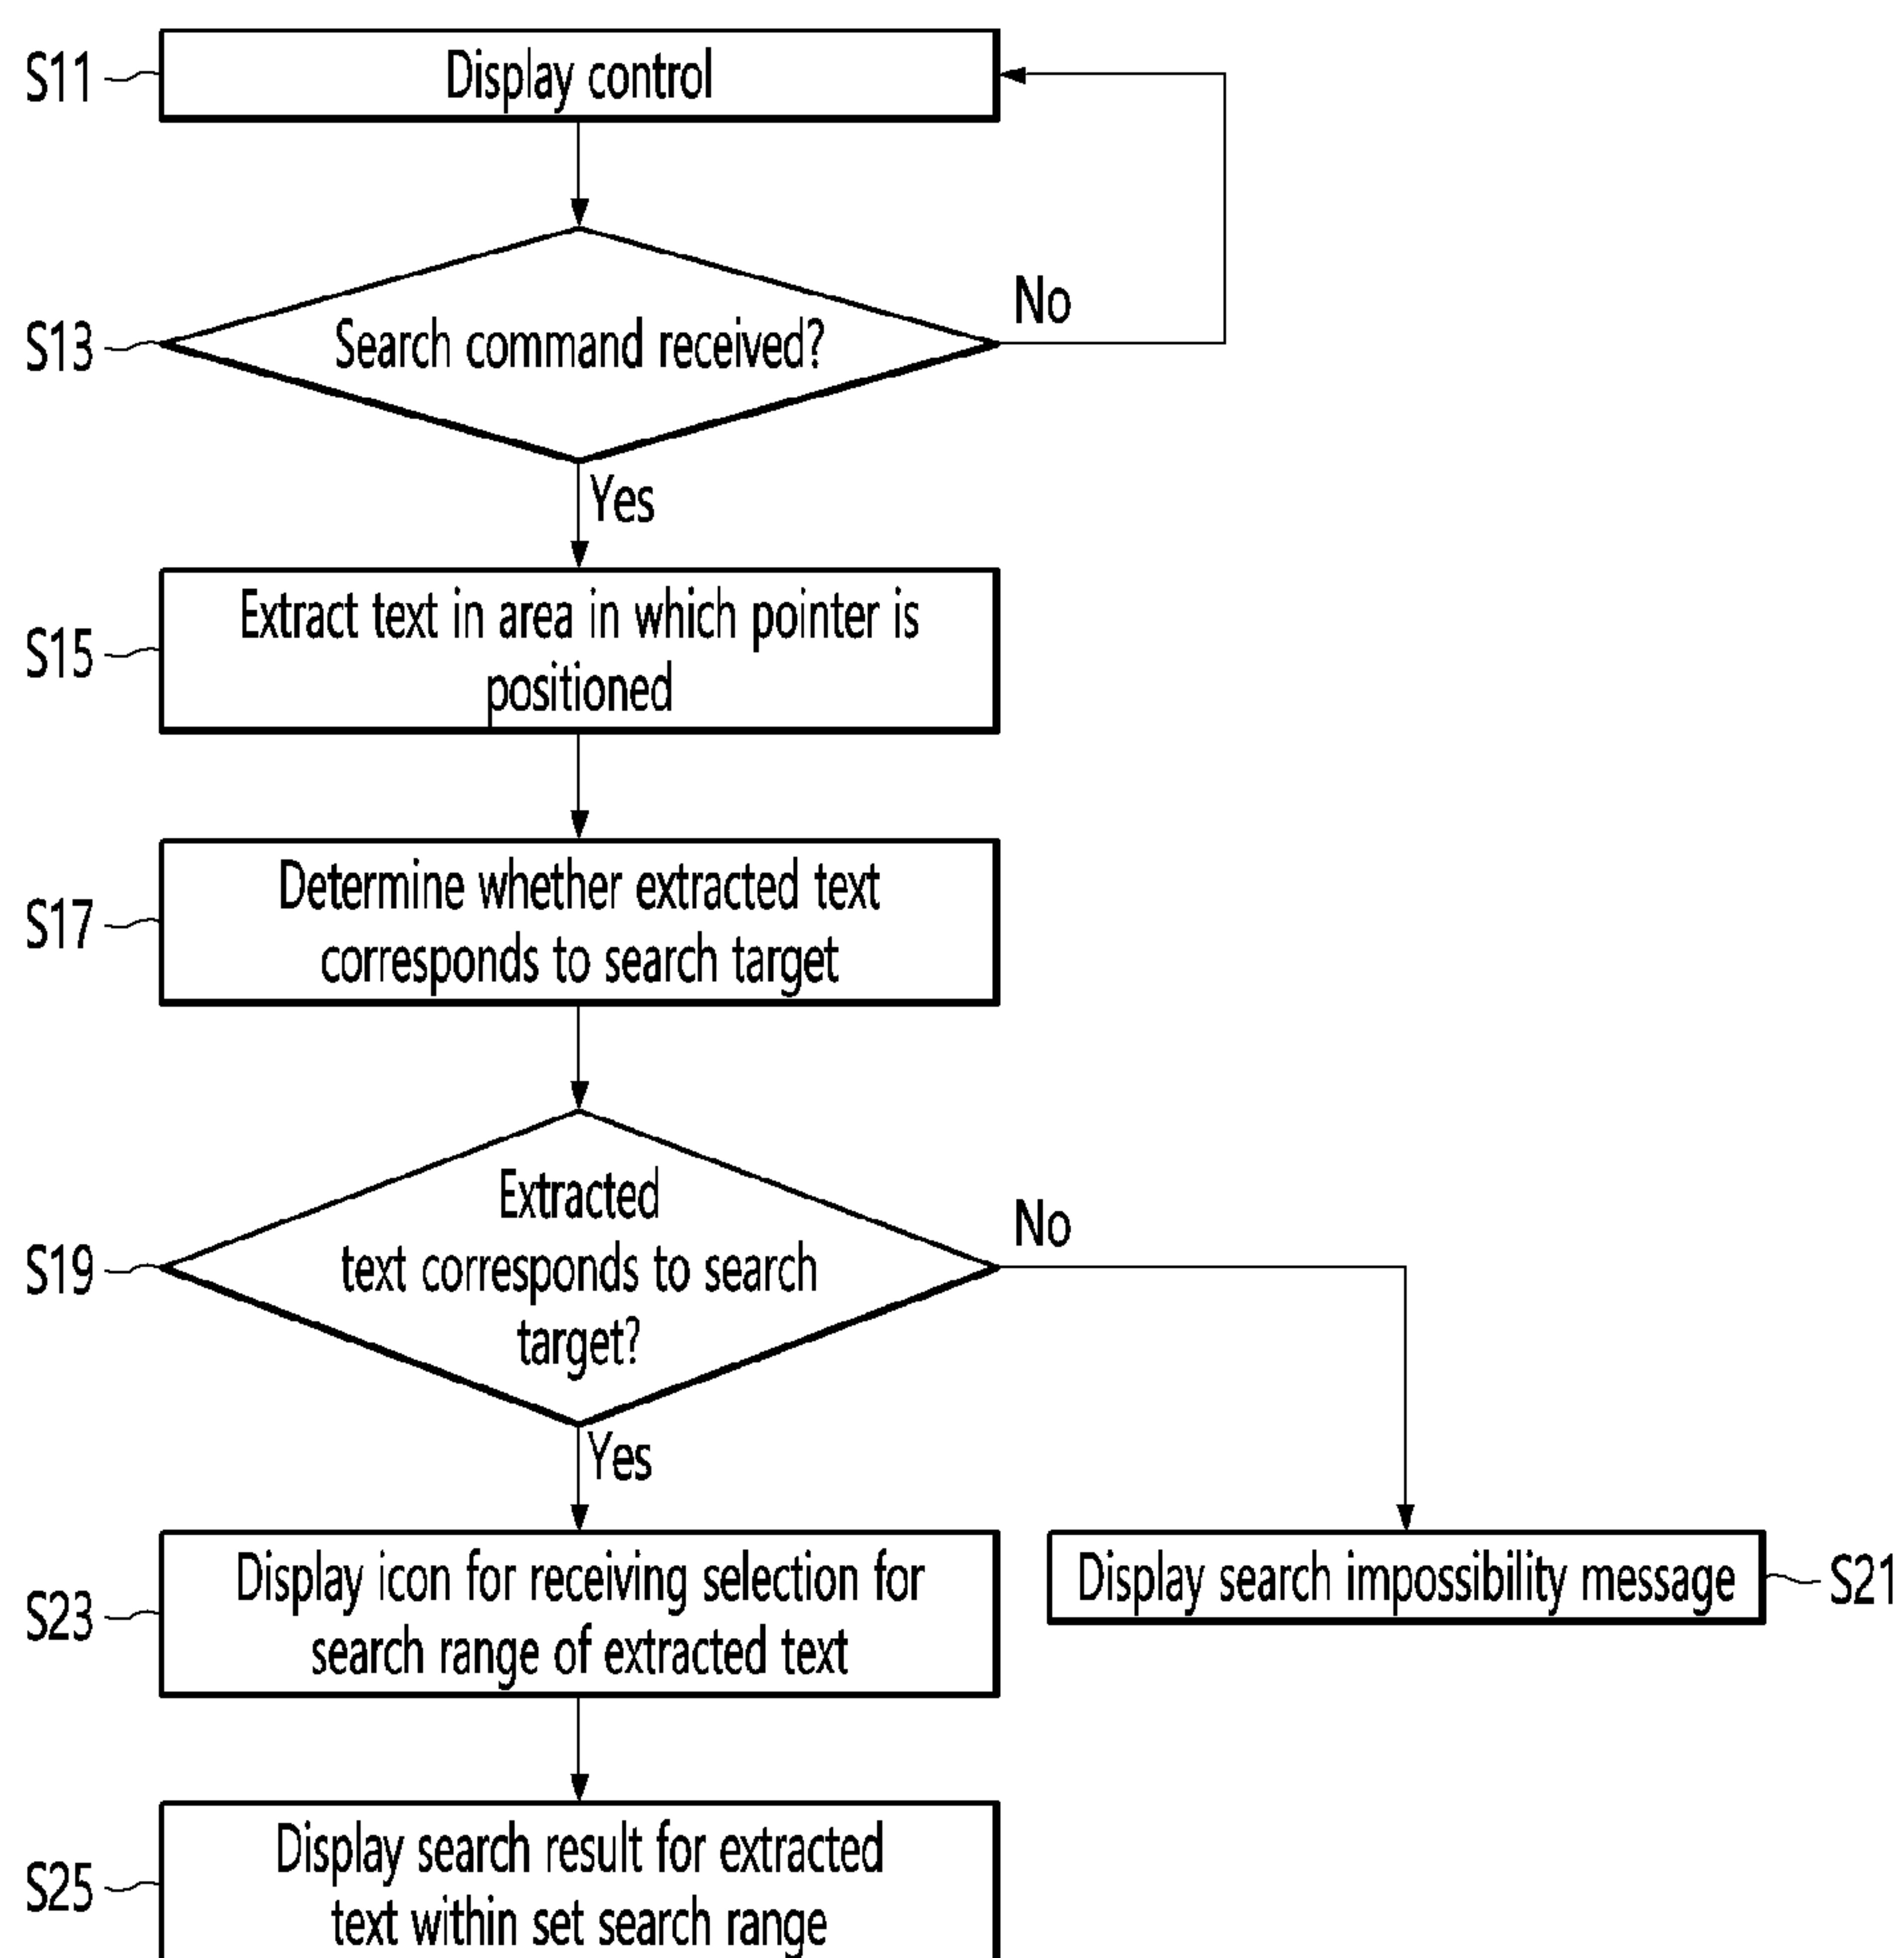 S11
Display control
S13
Search command received?
No
Yes
S15
Extract text in area in which pointer is
positioned
S17
Determine whether extracted text
corresponds to search target
S19
Extracted
text corresponds to search
target?
No
Yes
S23
Display icon for receiving selection for
search range of extracted text
Display search impossibility message
S21
S25
Display search result for extracted
text within set search range